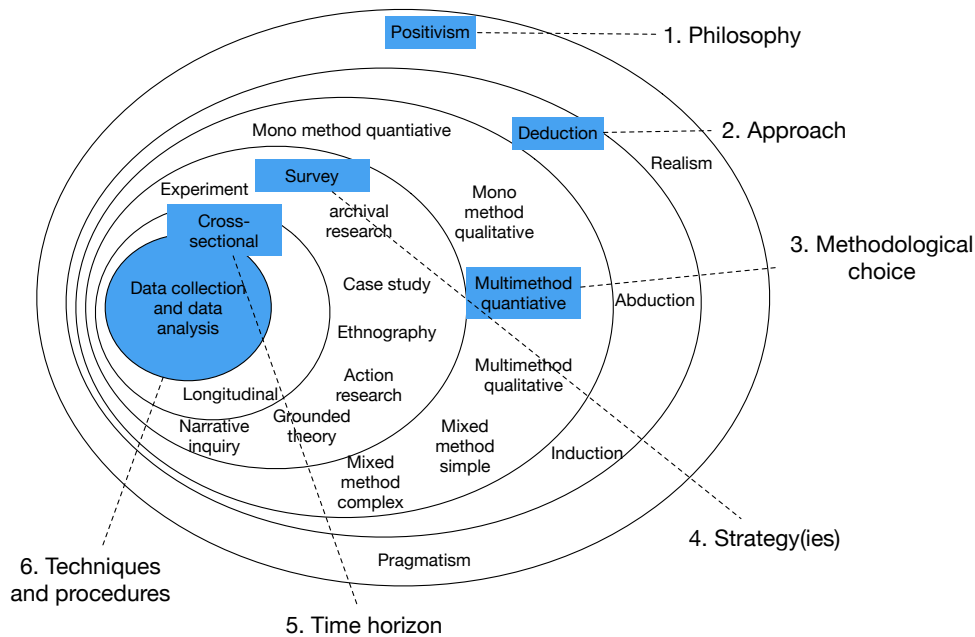 Positivism
1. Philosophy
Mono method quantiative
Deduction
2. Approach
Realism
Experiment
Survey
archival
research
Mono
method
qualitative
Cross-
sectional
3. Methodological
choice
Data collection
and data
analysis
Case study
Multimethod
quantiative
Abduction
Ethnography
Multimethod
qualitative
Action
research
Longitudinal
Narrative
inquiry
Grounded
theory
Mixed
method
simple
Induction
Mixed
method
complex
4. Strategy(ies)
Pragmatism
6. Techniques
and procedures
5. Time horizon